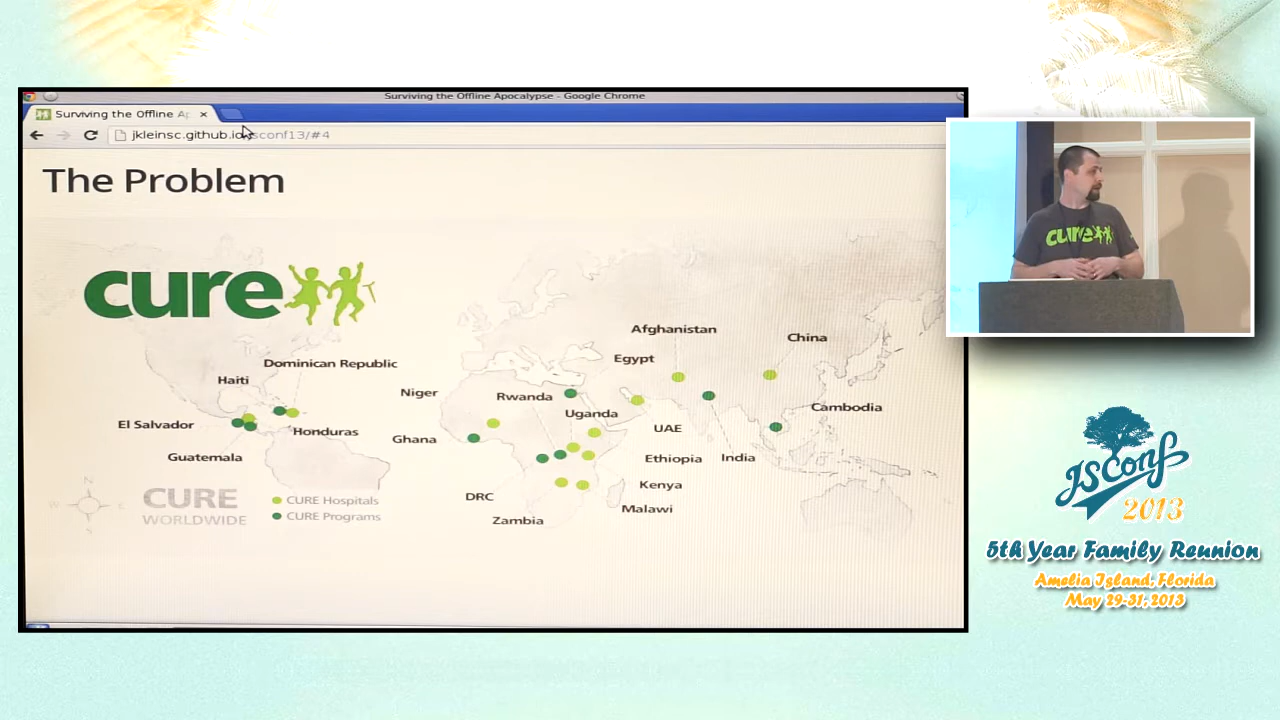 Surviving the Offline Apocalypse - Google Chrome
Surviving the Offline Ap
jkleinsc.github.io/jsconf13/#4
The Problem
cure
Afghanistan
China
Dominican Republic
Egypt
Haiti
Niger
Rwanda
Cambodia
El Salvador
Uganda
Honduras
UAE
Ghana
Guatemala
Ethiopia
India
Kenya
DRC
Malawi
Zambia
N
W
E
S
CURE
WORLDWIDE
CURE Hospitals
CURE Programs
cure
JSConf
2013
5th Year Family Reunion
Amelia Island, Florida
May 29-31, 2013